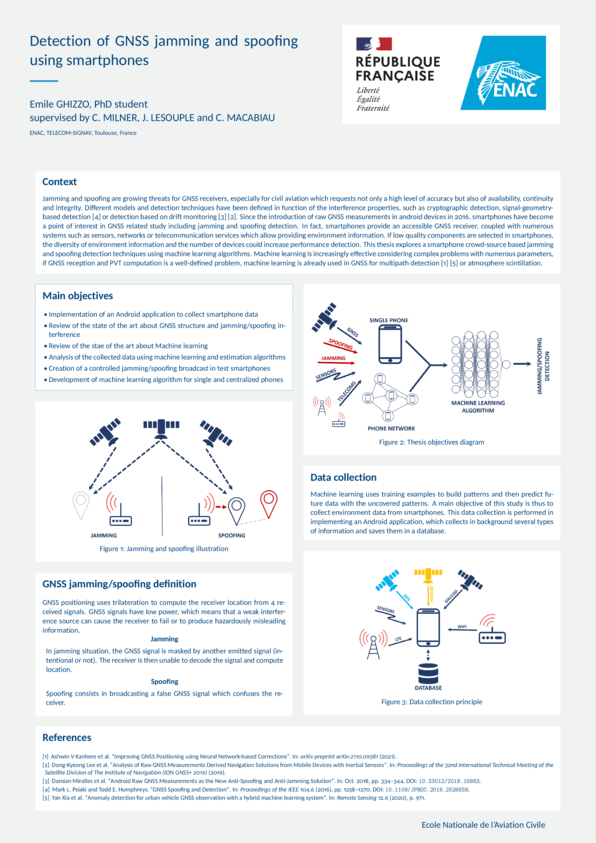 Detection of GNSS jamming and spoofing
using smartphones
RÉPUBLIQUE
FRANÇAISE
Liberté
Égalité
Fraternité
ENAC
Emile GHIZZO, PhD student
supervised by C. MILNER, J. LESOUPLE and C. MACABIAU
ENAC, TELECOM-SIGNAV, Toulouse, France
Context
Jamming and spoofing are growing threats for GNSS receivers, especially for civil aviation which requests not only a high level of accuracy but also of availability, continuity
and integrity. Different models and detection techniques have been defined in function of the interference properties, such as cryptographic detection, signal-geometry-
based detection [4] or detection based on drift monitoring [3] [2]. Since the introduction of raw GNSS measurements in android devices in 2016, smartphones have become
a point of interest in GNSS related study including jamming and spoofing detection. In fact, smartphones provide an accessible GNSS receiver, coupled with numerous
systems such as sensors, networks or telecommunication services which allow providing environment information. If low quality components are selected in smartphones,
the diversity of environment information and the number of devices could increase performance detection. This thesis explores a smartphone crowd-source based jamming
and spoofing detection techniques using machine learning algorithms. Machine learning is increasingly effective considering complex problems with numerous parameters,
if GNSS reception and PVT computation is a well-defined problem, machine learning is already used in GNSS for multipath detection [1] [5] or atmosphere scintillation.
Main objectives
• Implementation of an Android application to collect smartphone data
• Review of the state of the art about GNSS structure and jamming/spoofing in-
terference
• Review of the stae of the art about Machine learning
• Analysis of the collected data using machine learning and estimation algorithms
• Creation of a controlled jamming/spoofing broadcast in test smartphones
• Development of machine learning algorithm for single and centralized phones
JAMMING
SPOOFING
Figure 1: Jamming and spoofing illustration
GNSS jamming/spoofing definition
GNSS positioning uses trilateration to compute the receiver location from 4 re-
ceived signals. GNSS signals have low power, which means that a weak interfer-
ence source can cause the receiver to fail or to produce hazardously misleading
information.
Jamming
In jamming situation, the GNSS signal is masked by another emitted signal (in-
tentional or not). The receiver is then unable to decode the signal and compute
location.
Spoofing
Spoofing consists in broadcasting a false GNSS signal which confuses the re-
ceiver.
SINGLE PHONE
GNSS
SPOOFING
JAMMING
SENSORS
TELECOMS
PHONE NETWORK
MACHINE LEARNING
ALGORITHM
JAMMING/SPOOFING
DETECTION
Figure 2: Thesis objectives diagram
Data collection
Machine learning uses training examples to build patterns and then predict fu-
ture data with the uncovered patterns. A main objective of this study is thus to
collect environment data from smartphones. This data collection is performed in
implementing an Android application, which collects in background several types
of information and saves them in a database.
GPS
GALILEO
SENSORS
LTE
WIFI
DATABASE
Figure 3: Data collection principle
References
[1] Ashwin V Kanhere et al. "Improving GNSS Positioning using Neural Network-based Corrections". In: arXiv preprint arXiv:2110.09581 (2021).
[2] Dong-Kyeong Lee et al. "Analysis of Raw GNSS Measurements Derived Navigation Solutions from Mobile Devices with Inertial Sensors". In: Proceedings of the 32nd International Technical Meeting of the
Satellite Division of The Institute of Navigation (ION GNSS+ 2019) (2019).
[3] Damian Miralles et al. "Android Raw GNSS Measurements as the New Anti-Spoofing and Anti-Jamming Solution". In: Oct. 2018, pp. 334–344. DOI: 10.33012/2018.15883.
[4] Mark L. Psiaki and Todd E. Humphreys. "GNSS Spoofing and Detection". In: Proceedings of the IEEE 104.6 (2016), pp. 1258–1270. DOI: 10.1109/JPROC.2016.2526658.
[5] Yan Xia et al. "Anomaly detection for urban vehicle GNSS observation with a hybrid machine learning system". In: Remote Sensing 12.6 (2020), p. 971.
Ecole Nationale de l'Aviation Civile